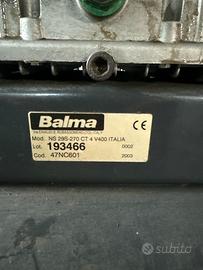 Balma
Mod. NS 29S-270 CT 4 V400 ITALIA
Lot. 193466 0002
Cod. 47NC601 2003
CE
subito